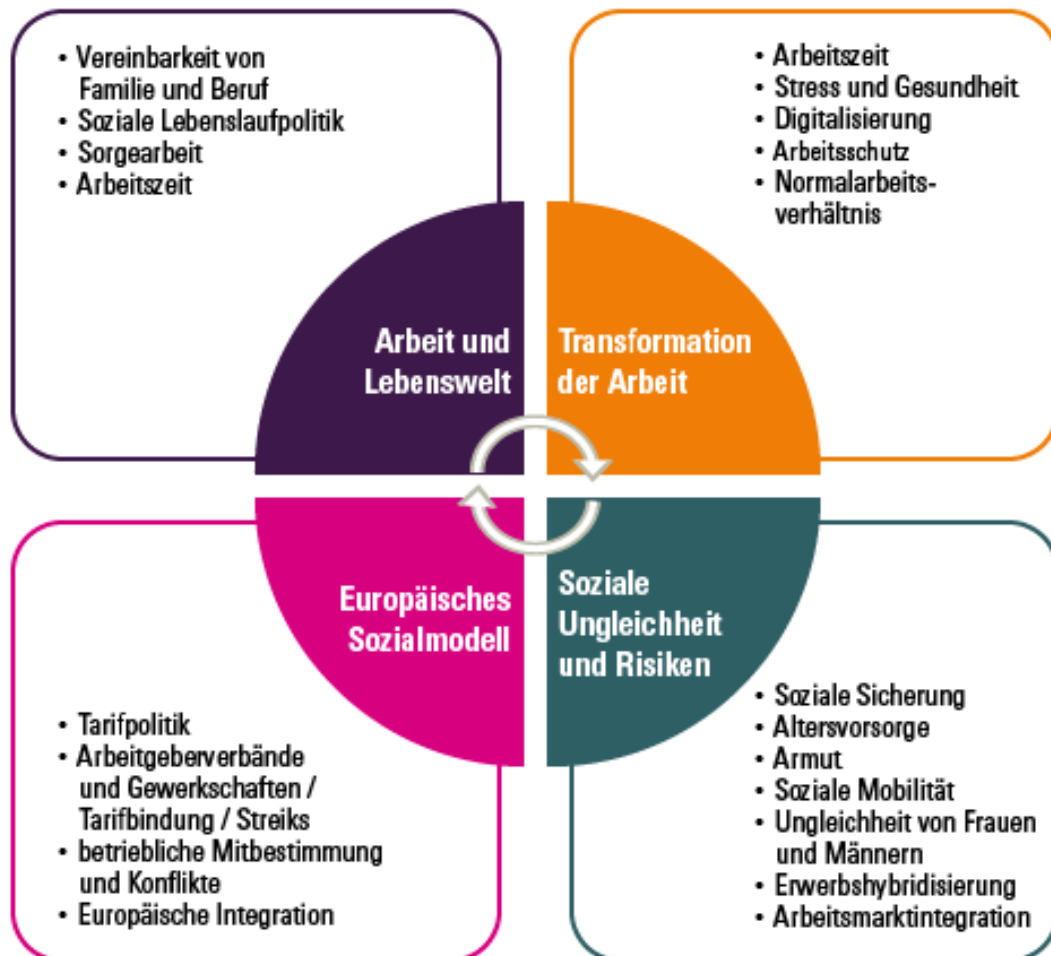 • Vereinbarkeit von
Familie und Beruf
• Soziale Lebenslaufpolitik
• Sorgearbeit
• Arbeitszeit
• Arbeitszeit
• Stress und Gesundheit
• Digitalisierung
• Arbeitsschutz
• Normalarbeits-
verhältnis
Arbeit und
Lebenswelt
Transformation
der Arbeit
Europäisches
Sozialmodell
Soziale
Ungleichheit
und Risiken
• Tarifpolitik
• Arbeitgeberverbände
und Gewerkschaften /
Tarifbindung / Streiks
• betriebliche Mitbestimmung
und Konflikte
• Europäische Integration
• Soziale Sicherung
• Altersvorsorge
• Armut
• Soziale Mobilität
• Ungleichheit von Frauen
und Männern
• Erwerbshybridisierung
• Arbeitsmarktintegration